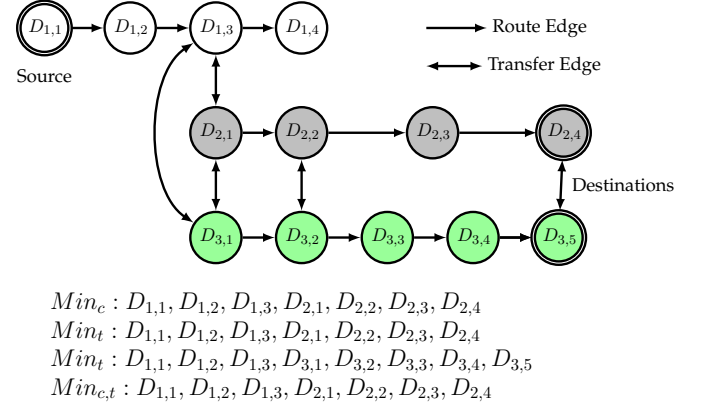 D1,1 D1,2 D1,3 D1,4 Route Edge
Source Transfer Edge
D2,1 D2,2 D2,3 D2,4
Destinations
D3,1 D3,2 D3,3 D3,4 D3,5
Minc : D1,1, D1,2, D1,3, D2,1, D2,2, D2,3, D2,4
Mint : D1,1, D1,2, D1,3, D2,1, D2,2, D2,3, D2,4
Mint : D1,1, D1,2, D1,3, D3,1, D3,2, D3,3, D3,4, D3,5
Minc,t : D1,1, D1,2, D1,3, D2,1, D2,2, D2,3, D2,4